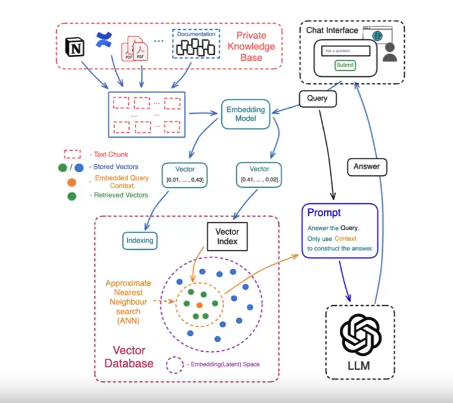 Documentation
Private
Knowledge
Base
N
PDF
PDF
PDF
...
Chat Interface
Ask a question...
Submit
Query
Embedding
Model
Answer
- Text Chunk
/ - Stored Vectors
- Embedded Query
Context
- Retrieved Vectors
Vector
[0.01, ... , 0.43]
Vector
[0.41, ... , 0.02]
Prompt
Answer the Query.
Only use Context
to construct the answer.
Indexing
Vector
Index
Approximate
Nearest
Neighbour
search
(ANN)
Vector
Database
- Embedding(Latent) Space
LLM